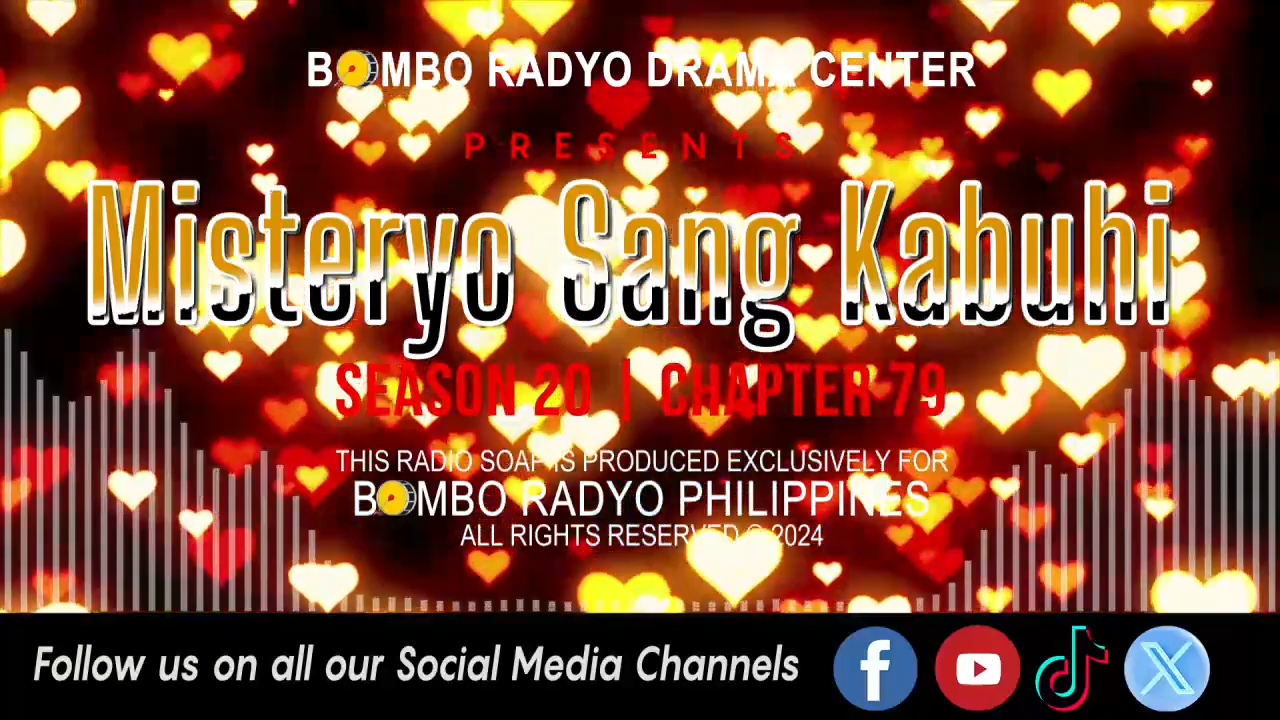 BOMBO RADYO DRAMA CENTER
PRESENTS
Misteryo Sang Kabuhi
SEASON 20 | CHAPTER 79
THIS RADIO SOAP IS PRODUCED EXCLUSIVELY FOR
BOMBO RADYO PHILIPPINES
ALL RIGHTS RESERVED © 2024
Follow us on all our Social Media Channels